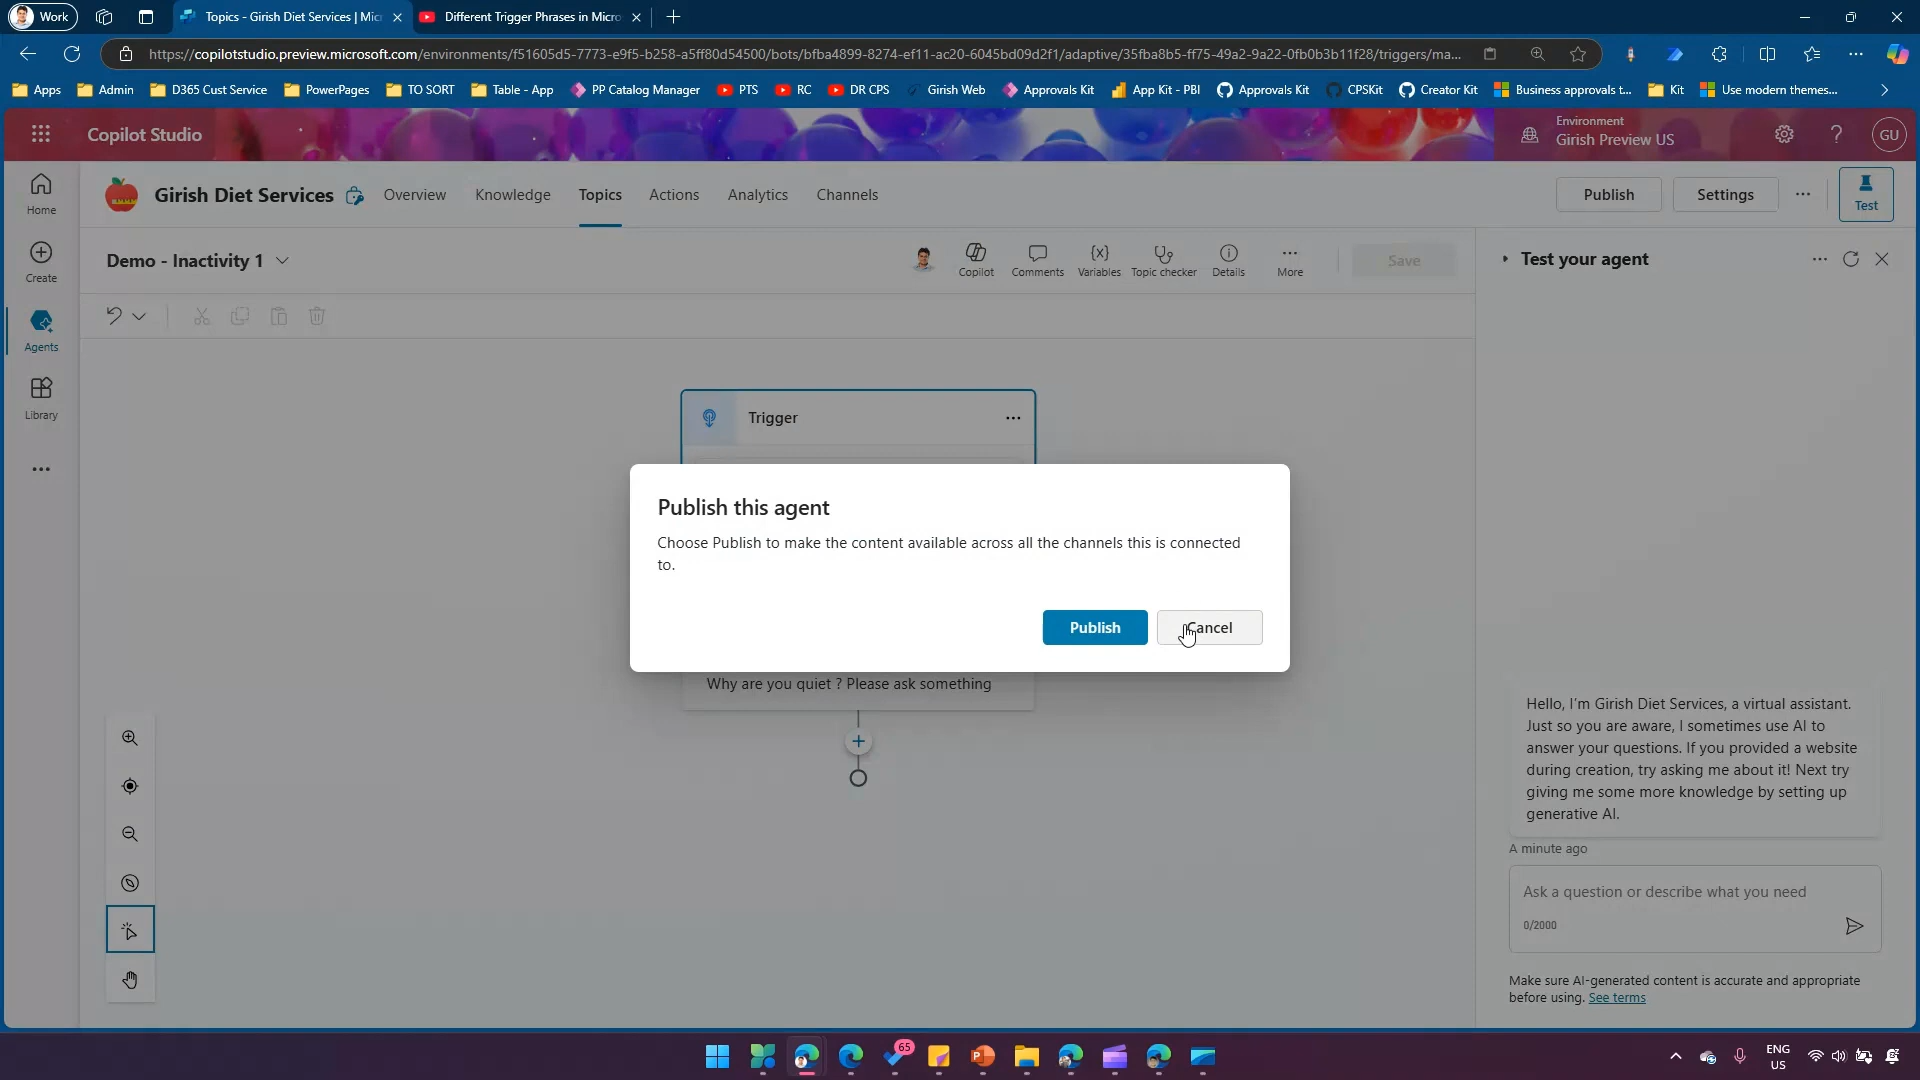 Work
Topics - Girish Diet Services | Mic
Different Trigger Phrases in Micro
https://copilotstudio.preview.microsoft.com/environments/f51605d5-7773-e9f5-b258-a5ff80d54500/bots/bfba4899-8274-ef11-ac20-6045bd09d2f1/adaptive/35fba8b5-ff75-49a2-9a22-0fb0b3b11f28/triggers/ma...
Apps
Admin
D365 Cust Service
PowerPages
TO SORT
Table - App
PP Catalog Manager
PTS
RC
DR CPS
Girish Web
Approvals Kit
App Kit - PBI
Approvals Kit
CPSKit
Creator Kit
Business approvals t...
Kit
Use modern themes...
Copilot Studio
Environment
Girish Preview US
GU
Home
Create
Agents
Library
Girish Diet Services
Overview
Knowledge
Topics
Actions
Analytics
Channels
Publish
Settings
Test
Demo - Inactivity 1
Copilot
Comments
Variables
Topic checker
Details
More
Save
Test your agent
Trigger
Publish this agent
Choose Publish to make the content available across all the channels this is connected
to.
Publish
Cancel
Why are you quiet ? Please ask something
Hello, I'm Girish Diet Services, a virtual assistant.
Just so you are aware, I sometimes use AI to
answer your questions. If you provided a website
during creation, try asking me about it! Next try
giving me some more knowledge by setting up
generative AI.
A minute ago
Ask a question or describe what you need
0/2000
Make sure AI-generated content is accurate and appropriate
before using. See terms
65
ENG
US